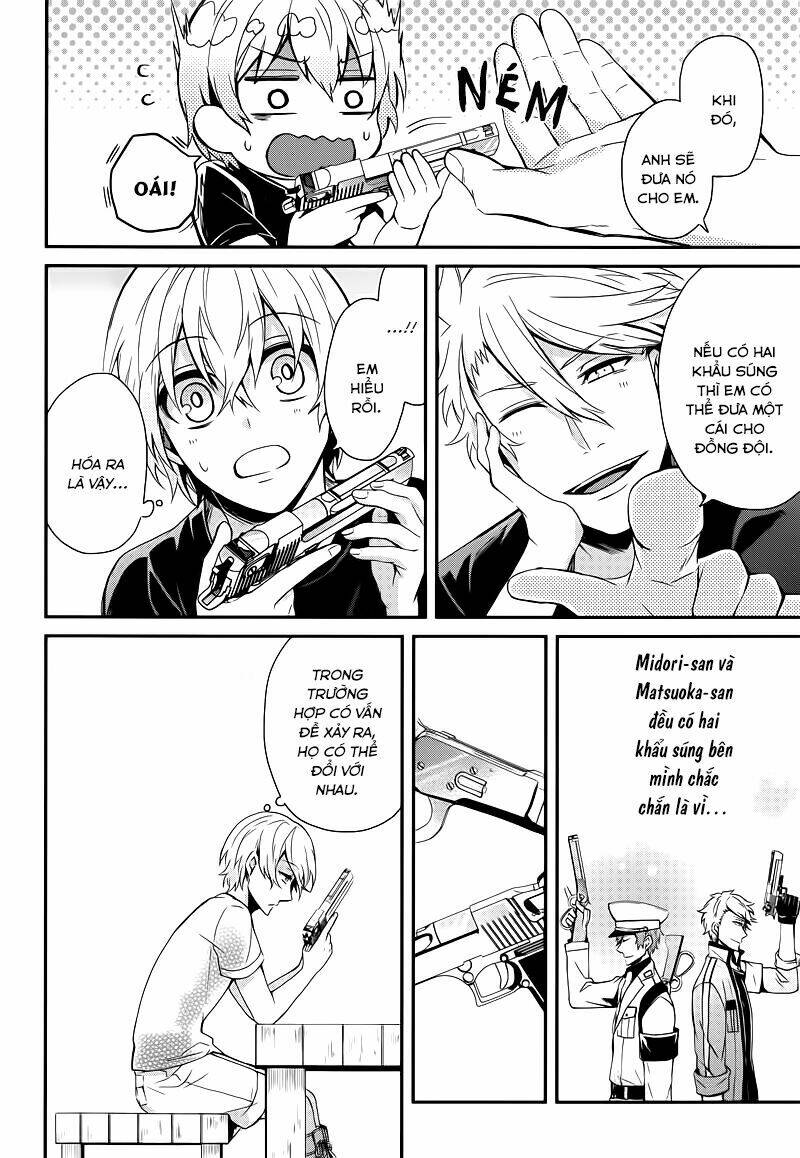 KHI
ĐÓ,
ANH SẼ
ĐƯA NÓ
CHO EM.
NÉM
OÁI!
NẾU CÓ HAI
KHẨU SÚNG
THÌ EM CÓ
THỂ ĐƯA MỘT
CÁI CHO
ĐỒNG ĐỘI.
...!!
EM
HIỂU
RỒI.
HÓA RA
LÀ VẬY...
Midori-san và
Matsuoka-san
đều có hai
khẩu súng bên
mình chắc
chắn là vì...
TRONG
TRƯỜNG
HỢP CÓ VẤN
ĐỀ XẢY RA,
HỌ CÓ THỂ
ĐỔI VỚI
NHAU.